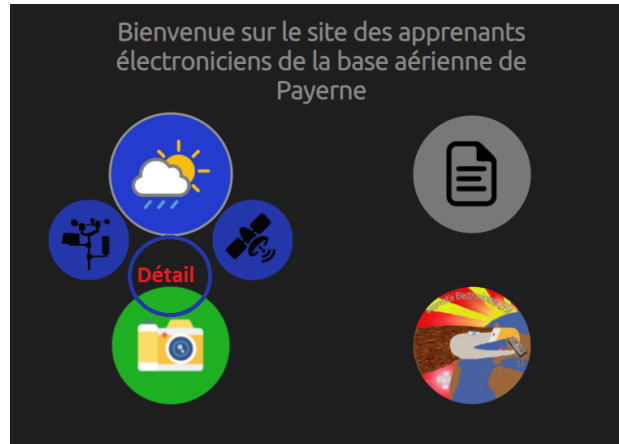 Bienvenue sur le site des apprenants
électroniciens de la base aérienne de
Payerne
Détail